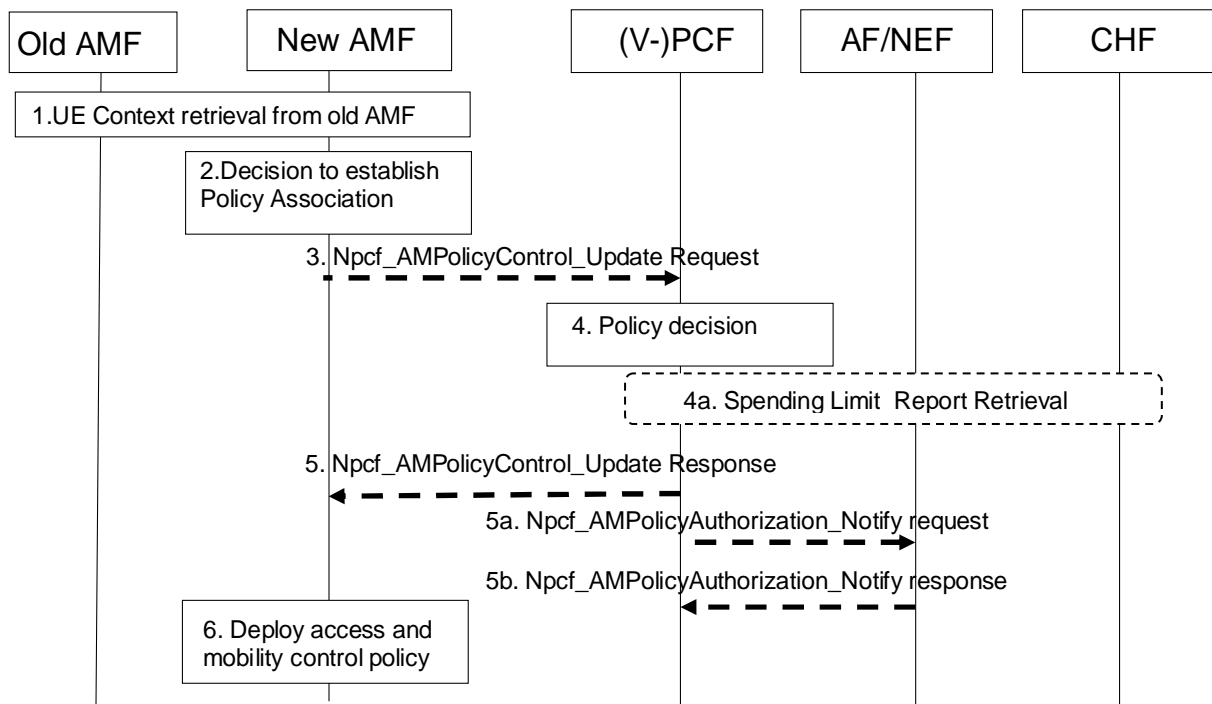 Old AMF
New AMF
(V-)PCF
AF/NEF
CHF
1.UE Context retrieval from old AMF
2.Decision to establish
Policy Association
3. Npcf_AMPolicyControl_Update Request
4. Policy decision
4a. Spending Limit Report Retrieval
5. Npcf_AMPolicyControl_Update Response
5a. Npcf_AMPolicyAuthorization_Notify request
5b. Npcf_AMPolicyAuthorization_Notify response
6. Deploy access and
mobility control policy